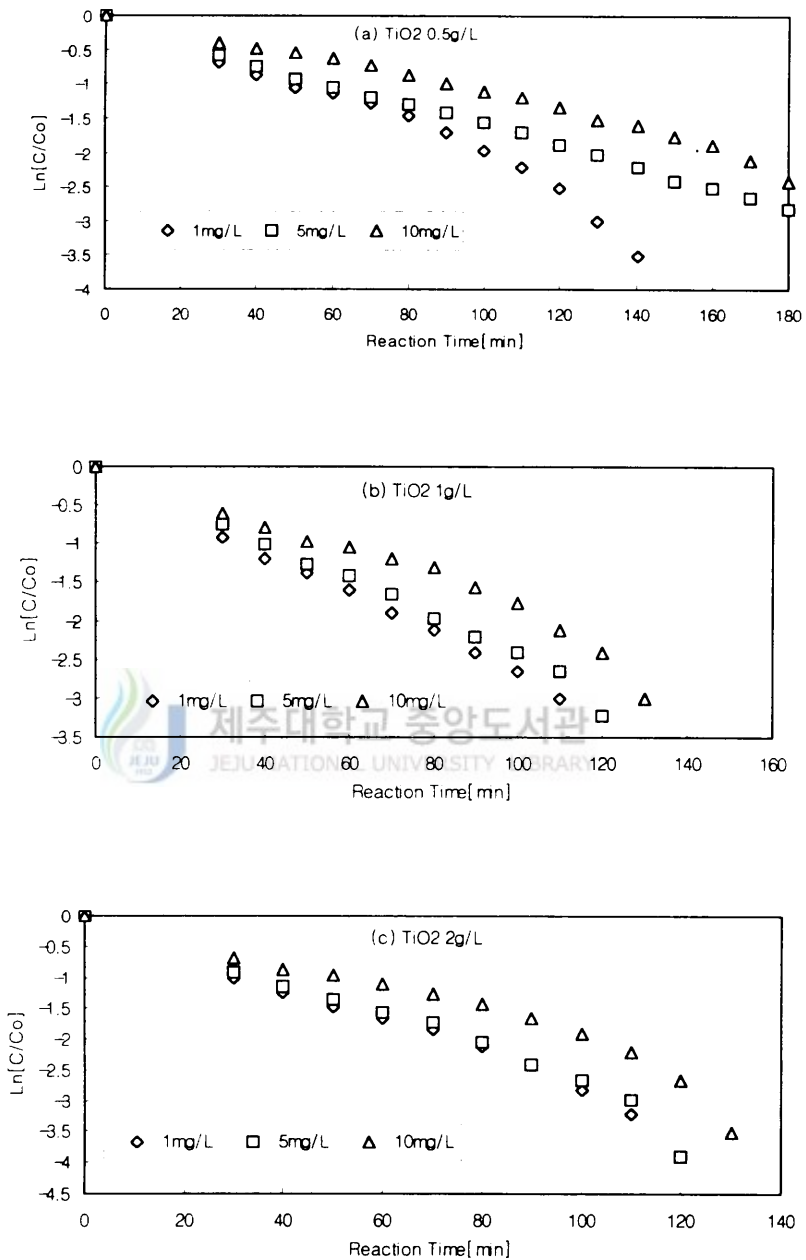 (a) TiO2 0.5g/L
Ln[C/Co]
0
-0.5
-1
-1.5
-2
-2.5
-3
-3.5
-4
1mg/L 5mg/L 10mg/L
0 20 40 60 80 100 120 140 160 180
Reaction Time[min]
(b) TiO2 1g/L
Ln[C/Co]
0
-0.5
-1
-1.5
-2
-2.5
-3
-3.5
1mg/L 5mg/L 10mg/L
제주대학교 중앙도서관
JEJU NATIONAL UNIVERSITY LIBRARY
JEJU
1952
0 20 40 60 80 100 120 140 160
Reaction Time[min]
(c) TiO2 2g/L
Ln[C/Co]
0
-0.5
-1
-1.5
-2
-2.5
-3
-3.5
-4
-4.5
1mg/L 5mg/L 10mg/L
0 20 40 60 80 100 120 140
Reaction Time[min]